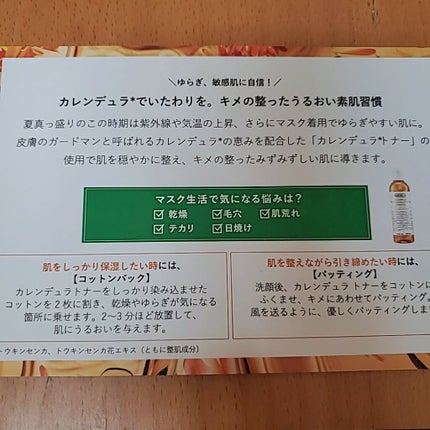 ＼ゆらぎ、敏感肌に自信！／
カレンデュラ*でいたわりを。キメの整ったうるおい素肌習慣
夏真っ盛りのこの時期は紫外線や気温の上昇、さらにマスク着用でゆらぎやすい肌に。
皮膚のガードマンと呼ばれるカレンデュラ*の恵みを配合した「カレンデュラ*トナー」の
使用で肌を穏やかに整え、キメの整ったみずみずしい肌に導きます。
マスク生活で気になる悩みは？
☑乾燥 ☑毛穴 ☑肌荒れ
☑テカリ ☑日焼け
肌をしっかり保湿したい時には、
【コットンパック】
カレンデュラトナーをしっかり染み込ませた
コットンを2枚に割き、乾燥やゆらぎが気になる
箇所に乗せます。2～3分ほど放置して、
肌にうるおいを与えます。
肌を整えながら引き締めたい時には、
【パッティング】
洗顔後、カレンデュラ トナーをコットンに
ふくませ、キメにあわせてパッティング。
風を送るように、優しくパッティングしま
トウキンセンカ、トウキンセンカ花エキス（ともに整肌成分）